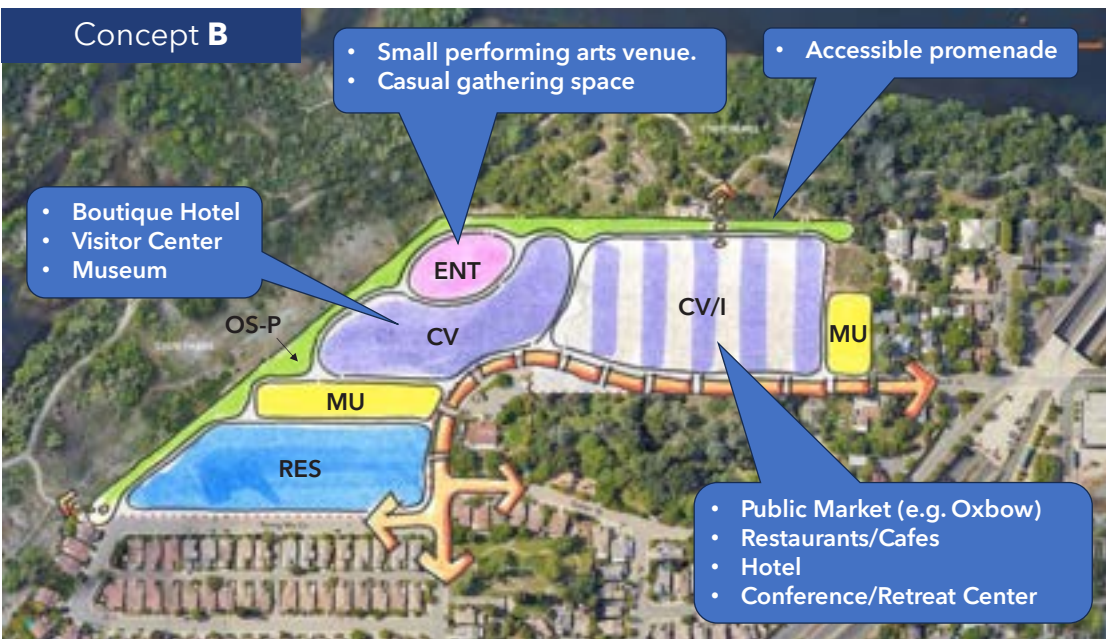 Concept B
• Small performing arts venue.
• Casual gathering space
• Accessible promenade
• Boutique Hotel
• Visitor Center
• Museum
ENT
OS-P
CV
CV/I
MU
MU
RES
• Public Market (e.g. Oxbow)
• Restaurants/Cafes
• Hotel
• Conference/Retreat Center